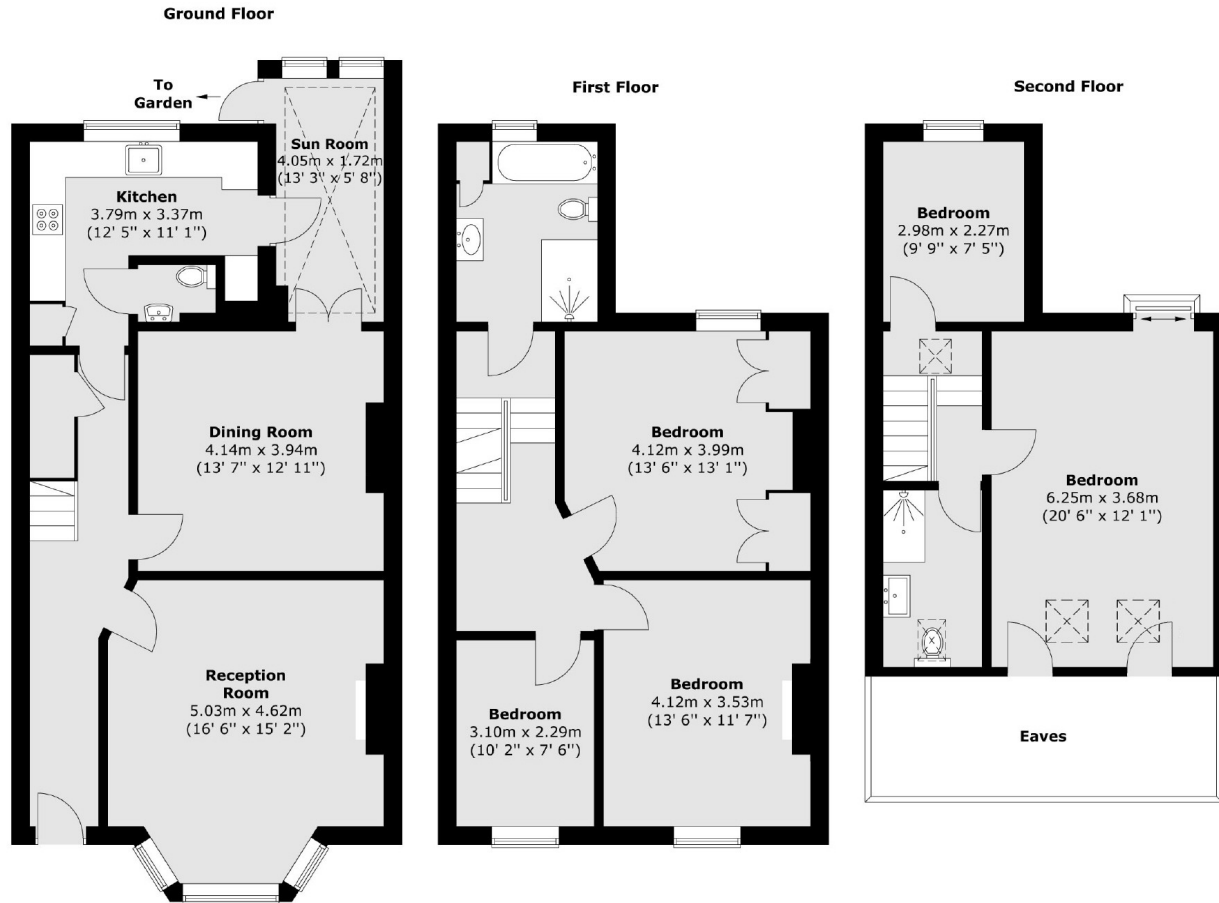 Ground Floor
To
Garden
Sun Room
4.05m x 1.72m
(13' 3" x 5' 8")
Kitchen
3.79m x 3.37m
(12' 5" x 11' 1")
Dining Room
4.14m x 3.94m
(13' 7" x 12' 11")
Reception
Room
5.03m x 4.62m
(16' 6" x 15' 2")
First Floor
Bedroom
4.12m x 3.99m
(13' 6" x 13' 1")
Bedroom
3.10m x 2.29m
(10' 2" x 7' 6")
Bedroom
4.12m x 3.53m
(13' 6" x 11' 7")
Second Floor
Bedroom
2.98m x 2.27m
(9' 9" x 7' 5")
Bedroom
6.25m x 3.68m
(20' 6" x 12' 1")
Eaves